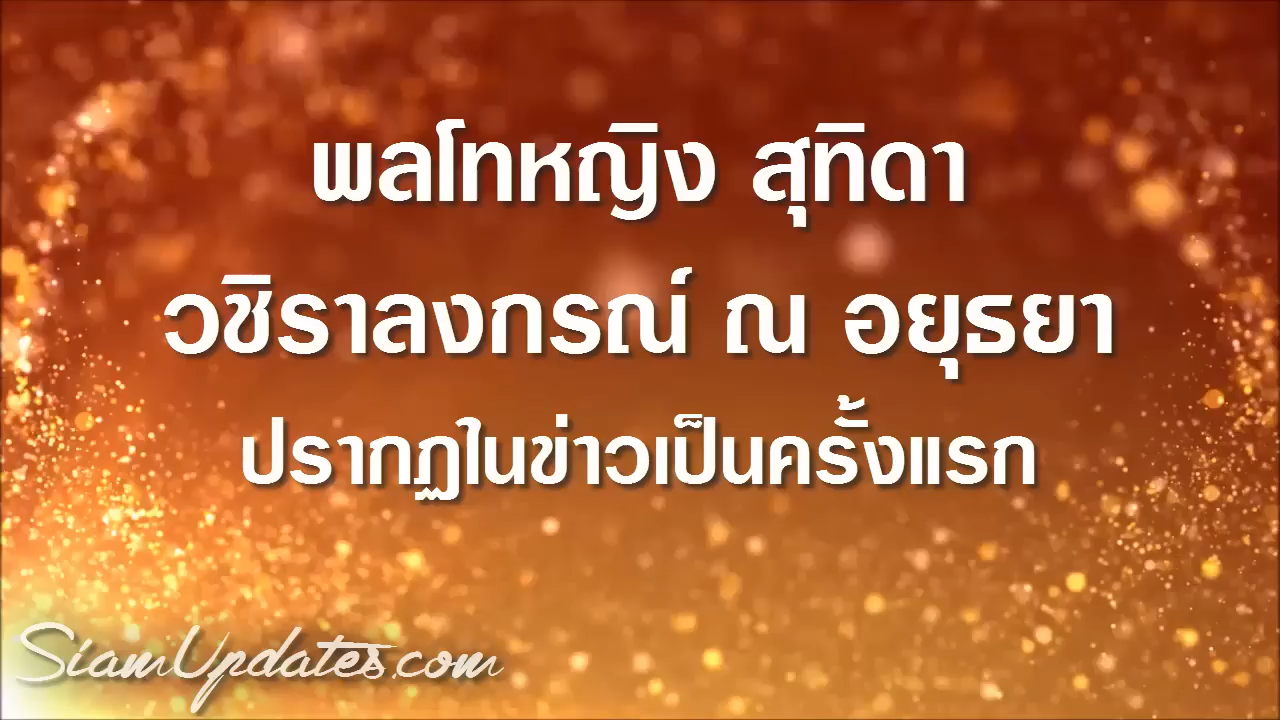 พลโทหญิง สุทิดา
วชิราลงกรณ์ ณ อยุธยา
ปรากฏในข่าวเป็นครั้งแรก
SiamUpdates.com